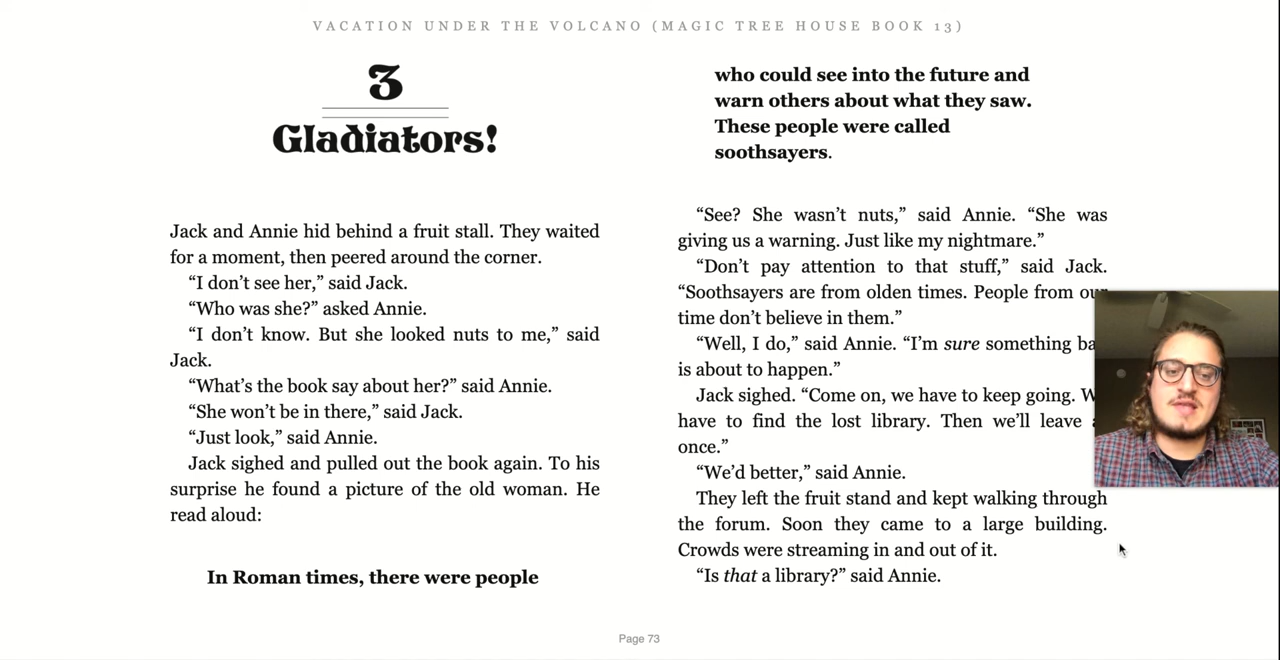 VACATION UNDER THE VOLCANO (MAGIC TREE HOUSE BOOK 13)
3
Gladiators!
Jack and Annie hid behind a fruit stall. They waited
for a moment, then peered around the corner.
“I don’t see her,” said Jack.
“Who was she?” asked Annie.
“I don’t know. But she looked nuts to me,” said
Jack.
“What’s the book say about her?” said Annie.
“She won’t be in there,” said Jack.
“Just look,” said Annie.
Jack sighed and pulled out the book again. To his
surprise he found a picture of the old woman. He
read aloud:
In Roman times, there were people
who could see into the future and
warn others about what they saw.
These people were called
soothsayers.
“See? She wasn’t nuts,” said Annie. “She was
giving us a warning. Just like my nightmare.”
“Don’t pay attention to that stuff,” said Jack.
“Soothsayers are from olden times. People from our
time don’t believe in them.”
“Well, I do,” said Annie. “I’m sure something
is about to happen.”
Jack sighed. “Come on, we have to keep going.
have to find the lost library. Then we’ll leave
once.”
“We’d better,” said Annie.
They left the fruit stand and kept walking through
the forum. Soon they came to a large building.
Crowds were streaming in and out of it.
“Is that a library?” said Annie.
Page 73